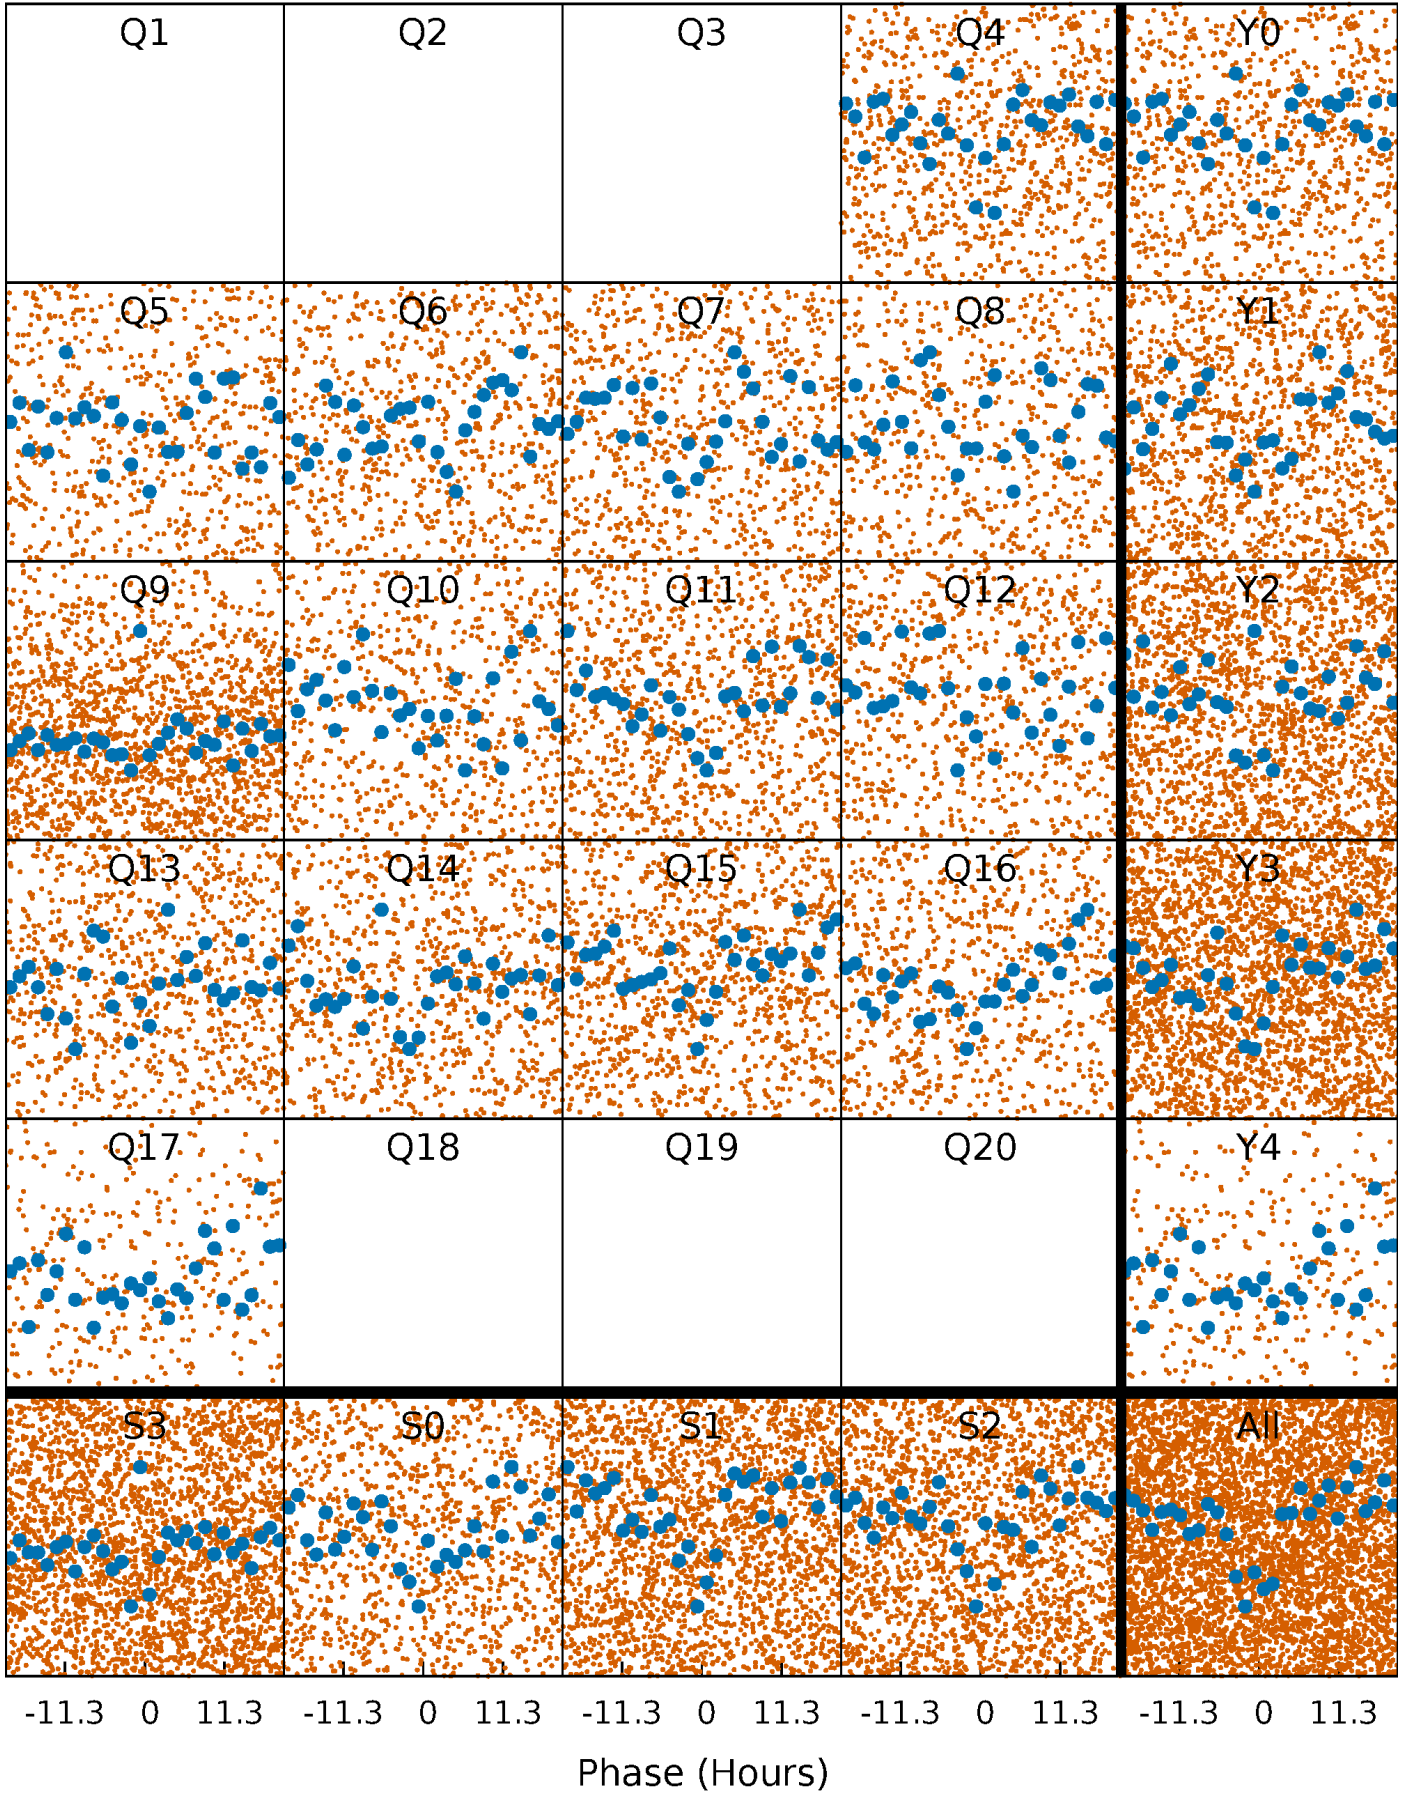 Q1 Q2 Q3 Q4 Y0
Q5 Q6 Q7 Q8 Y1
Q9 Q10 Q11 Q12 Y2
Q13 Q14 Q15 Q16 Y3
Q17 Q18 Q19 Q20 Y4
S3 S0 S1 S2 All
-11.3 0 11.3 -11.3 0 11.3 -11.3 0 11.3 -11.3 0 11.3 -11.3 0 11.3
Phase (Hours)